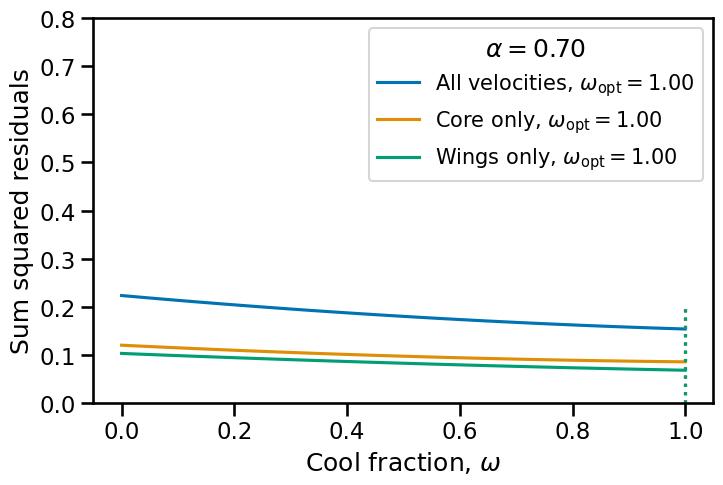 0.8
0.7
0.6
0.5
0.4
0.3
0.2
0.1
0.0
Sum squared residuals
α = 0.70
All velocities, ω_opt = 1.00
Core only, ω_opt = 1.00
Wings only, ω_opt = 1.00
0.0 0.2 0.4 0.6 0.8 1.0
Cool fraction, ω